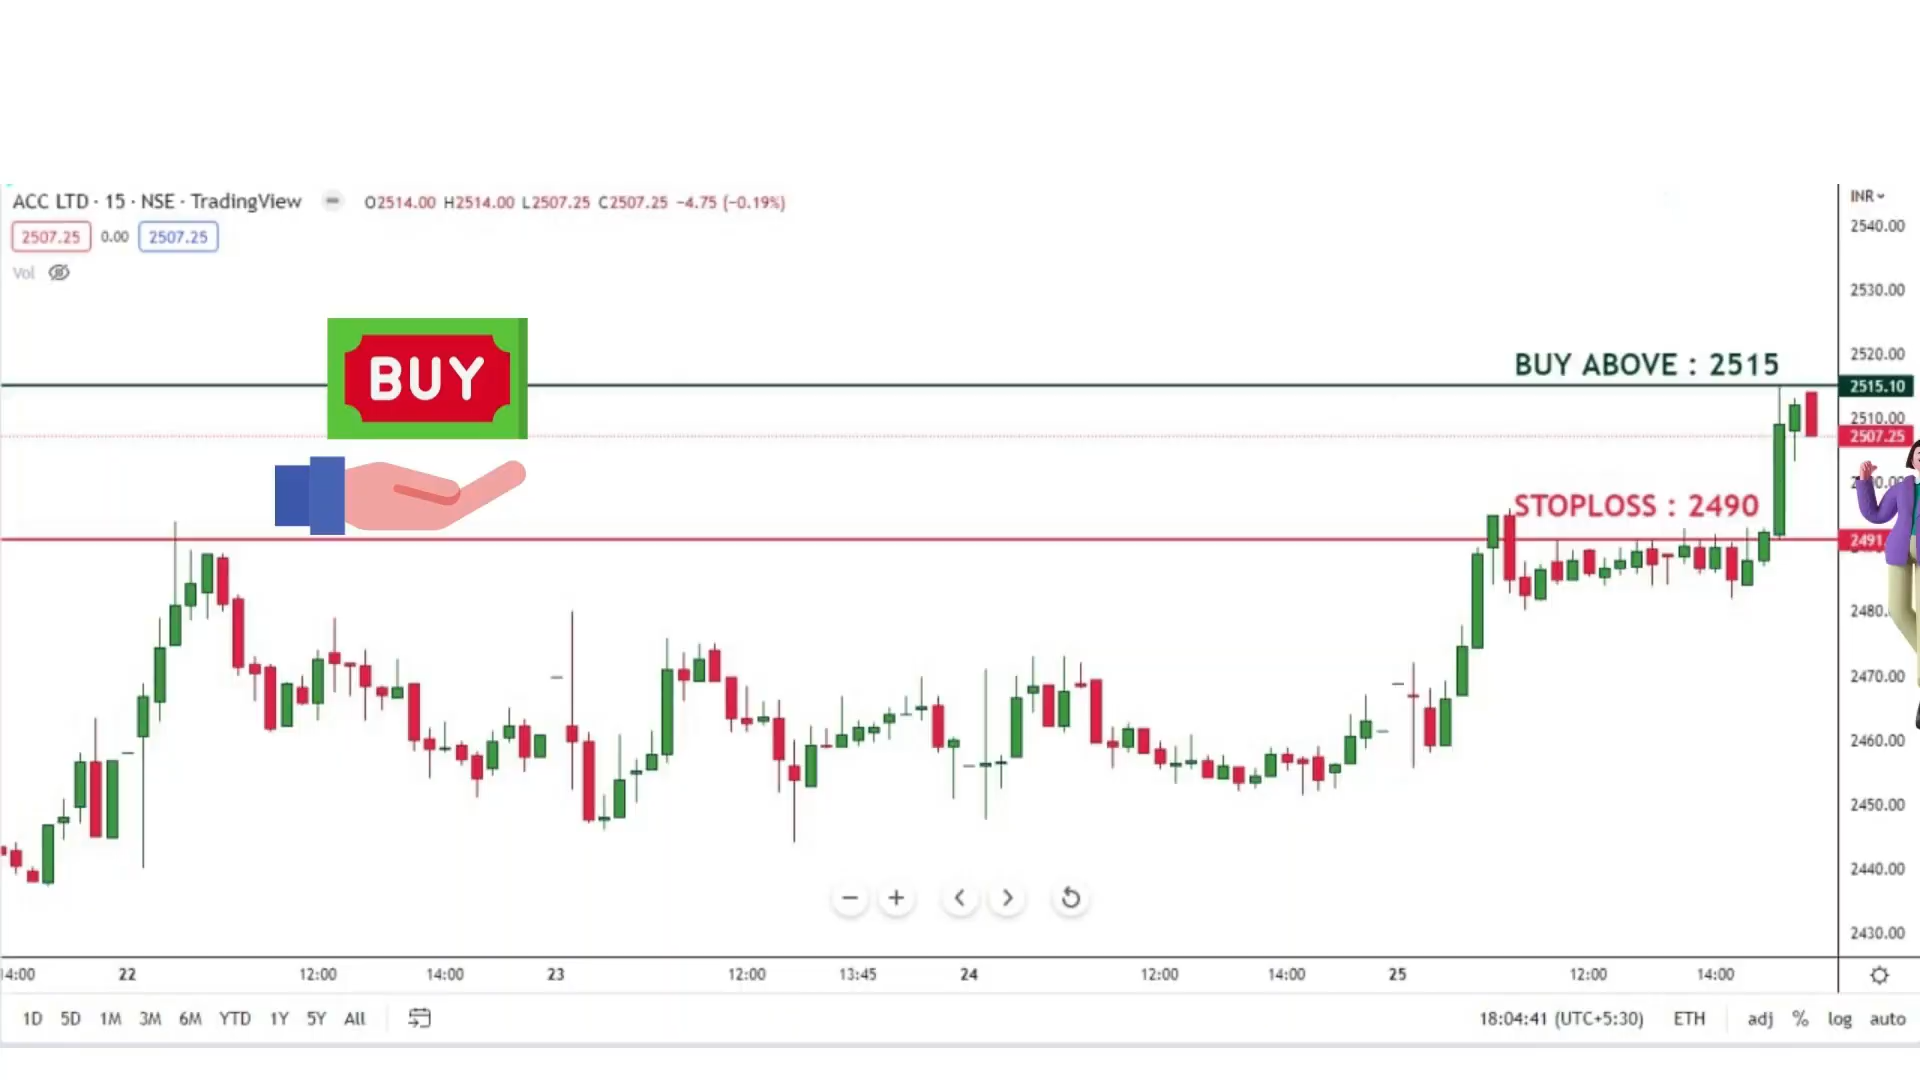 ACC LTD · 15 · NSE · TradingView O2514.00 H2514.00 L2507.25 C2507.25 −4.75 (−0.19%)
2507.25 0.00 2507.25
Vol
INR
2540.00
2530.00
BUY
BUY ABOVE : 2515
2520.00
2515.10
2510.00
2507.25
STOPLOSS : 2490
2491
2480.
2470.00
2460.00
2450.00
2440.00
2430.00
14:00 22 12:00 14:00 23 12:00 13:45 24 12:00 14:00 25 12:00 14:00
1D 5D 1M 3M 6M YTD 1Y 5Y All 18:04:41 (UTC+5:30) ETH adj % log auto